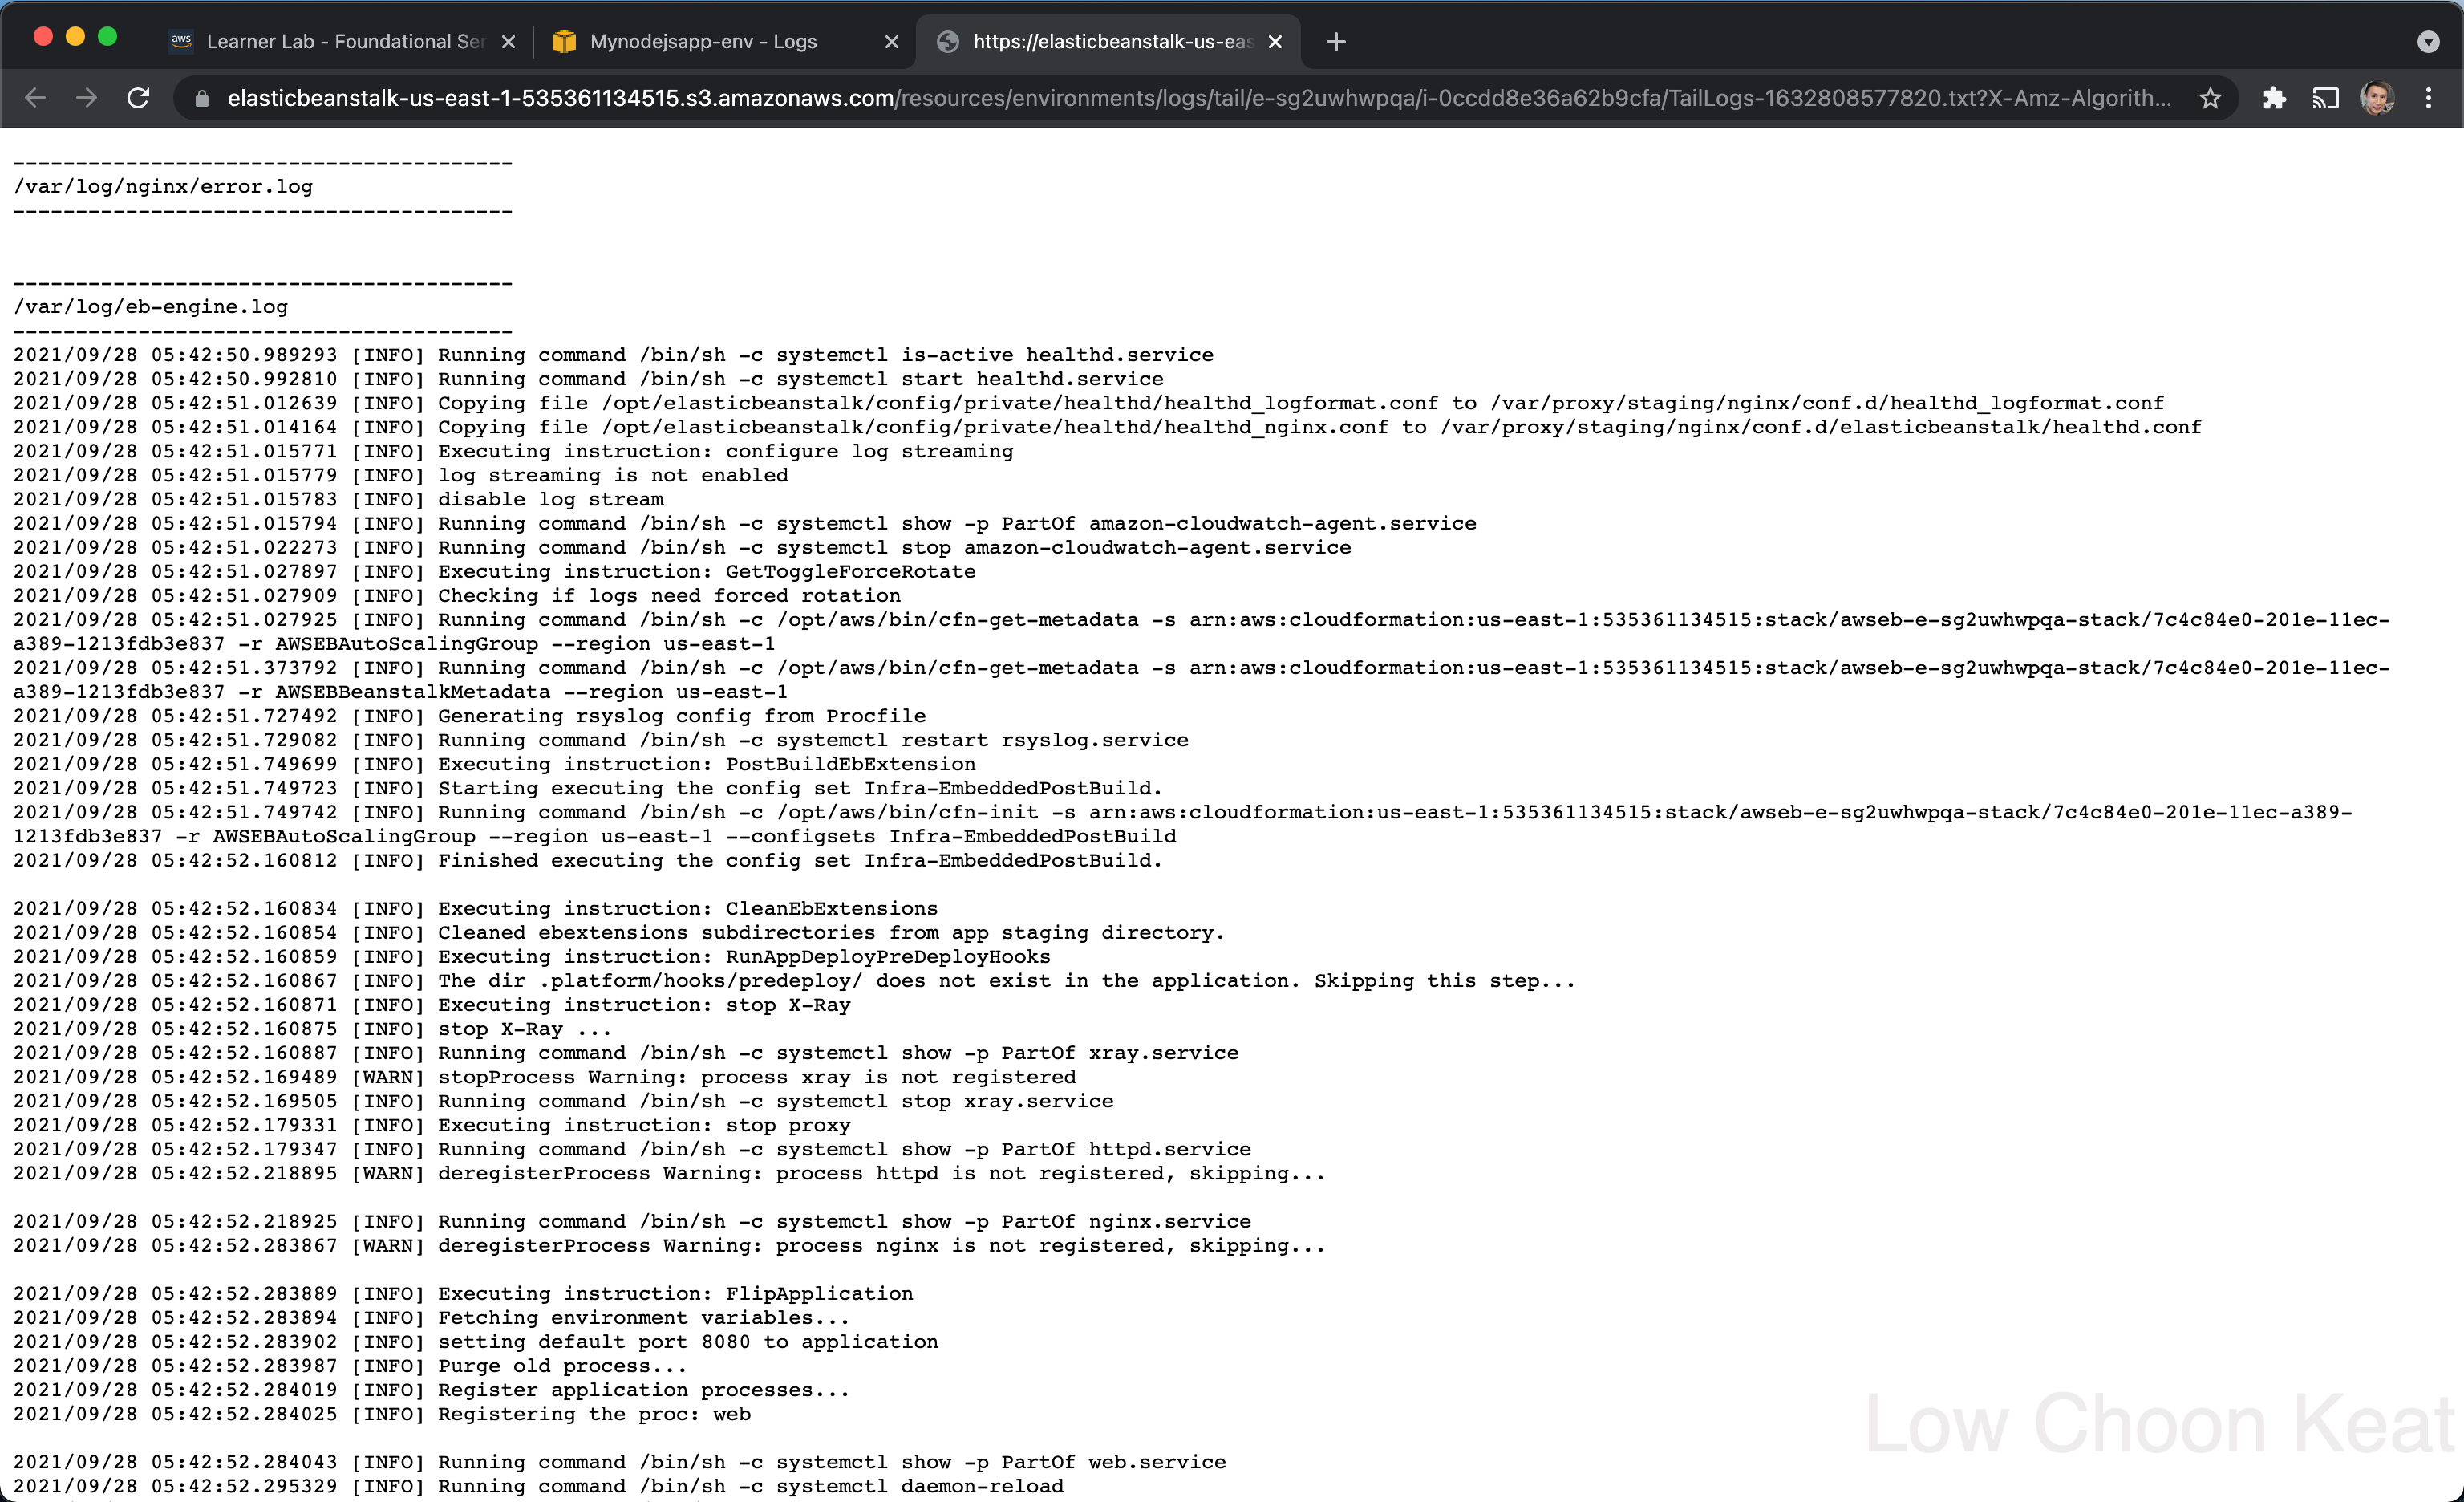 aws Learner Lab - Foundational Ser
Mynodejsapp-env - Logs
https://elasticbeanstalk-us-eas
elasticbeanstalk-us-east-1-535361134515.s3.amazonaws.com/resources/environments/logs/tail/e-sg2uwhwpqa/i-0ccdd8e36a62b9cfa/TailLogs-1632808577820.txt?X-Amz-Algorith...
----------------------------------------
/var/log/nginx/error.log
----------------------------------------
----------------------------------------
/var/log/eb-engine.log
----------------------------------------
2021/09/28 05:42:50.989293 [INFO] Running command /bin/sh -c systemctl is-active healthd.service
2021/09/28 05:42:50.992810 [INFO] Running command /bin/sh -c systemctl start healthd.service
2021/09/28 05:42:51.012639 [INFO] Copying file /opt/elasticbeanstalk/config/private/healthd/healthd_logformat.conf to /var/proxy/staging/nginx/conf.d/healthd_logformat.conf
2021/09/28 05:42:51.014164 [INFO] Copying file /opt/elasticbeanstalk/config/private/healthd/healthd_nginx.conf to /var/proxy/staging/nginx/conf.d/elasticbeanstalk/healthd.conf
2021/09/28 05:42:51.015771 [INFO] Executing instruction: configure log streaming
2021/09/28 05:42:51.015779 [INFO] log streaming is not enabled
2021/09/28 05:42:51.015783 [INFO] disable log stream
2021/09/28 05:42:51.015794 [INFO] Running command /bin/sh -c systemctl show -p PartOf amazon-cloudwatch-agent.service
2021/09/28 05:42:51.022273 [INFO] Running command /bin/sh -c systemctl stop amazon-cloudwatch-agent.service
2021/09/28 05:42:51.027897 [INFO] Executing instruction: GetToggleForceRotate
2021/09/28 05:42:51.027909 [INFO] Checking if logs need forced rotation
2021/09/28 05:42:51.027925 [INFO] Running command /bin/sh -c /opt/aws/bin/cfn-get-metadata -s arn:aws:cloudformation:us-east-1:535361134515:stack/awseb-e-sg2uwhwpqa-stack/7c4c84e0-201e-11ec-
a389-1213fdb3e837 -r AWSEBAutoScalingGroup --region us-east-1
2021/09/28 05:42:51.373792 [INFO] Running command /bin/sh -c /opt/aws/bin/cfn-get-metadata -s arn:aws:cloudformation:us-east-1:535361134515:stack/awseb-e-sg2uwhwpqa-stack/7c4c84e0-201e-11ec-
a389-1213fdb3e837 -r AWSEBBeanstalkMetadata --region us-east-1
2021/09/28 05:42:51.727492 [INFO] Generating rsyslog config from Procfile
2021/09/28 05:42:51.729082 [INFO] Running command /bin/sh -c systemctl restart rsyslog.service
2021/09/28 05:42:51.749699 [INFO] Executing instruction: PostBuildEbExtension
2021/09/28 05:42:51.749723 [INFO] Starting executing the config set Infra-EmbeddedPostBuild.
2021/09/28 05:42:51.749742 [INFO] Running command /bin/sh -c /opt/aws/bin/cfn-init -s arn:aws:cloudformation:us-east-1:535361134515:stack/awseb-e-sg2uwhwpqa-stack/7c4c84e0-201e-11ec-a389-
1213fdb3e837 -r AWSEBAutoScalingGroup --region us-east-1 --configsets Infra-EmbeddedPostBuild
2021/09/28 05:42:52.160812 [INFO] Finished executing the config set Infra-EmbeddedPostBuild.
2021/09/28 05:42:52.160834 [INFO] Executing instruction: CleanEbExtensions
2021/09/28 05:42:52.160854 [INFO] Cleaned ebextensions subdirectories from app staging directory.
2021/09/28 05:42:52.160859 [INFO] Executing instruction: RunAppDeployPreDeployHooks
2021/09/28 05:42:52.160867 [INFO] The dir .platform/hooks/predeploy/ does not exist in the application. Skipping this step...
2021/09/28 05:42:52.160871 [INFO] Executing instruction: stop X-Ray
2021/09/28 05:42:52.160875 [INFO] stop X-Ray ...
2021/09/28 05:42:52.160887 [INFO] Running command /bin/sh -c systemctl show -p PartOf xray.service
2021/09/28 05:42:52.169489 [WARN] stopProcess Warning: process xray is not registered
2021/09/28 05:42:52.169505 [INFO] Running command /bin/sh -c systemctl stop xray.service
2021/09/28 05:42:52.179331 [INFO] Executing instruction: stop proxy
2021/09/28 05:42:52.179347 [INFO] Running command /bin/sh -c systemctl show -p PartOf httpd.service
2021/09/28 05:42:52.218895 [WARN] deregisterProcess Warning: process httpd is not registered, skipping...
2021/09/28 05:42:52.218925 [INFO] Running command /bin/sh -c systemctl show -p PartOf nginx.service
2021/09/28 05:42:52.283867 [WARN] deregisterProcess Warning: process nginx is not registered, skipping...
2021/09/28 05:42:52.283889 [INFO] Executing instruction: FlipApplication
2021/09/28 05:42:52.283894 [INFO] Fetching environment variables...
2021/09/28 05:42:52.283902 [INFO] setting default port 8080 to application
2021/09/28 05:42:52.283987 [INFO] Purge old process...
2021/09/28 05:42:52.284019 [INFO] Register application processes...
2021/09/28 05:42:52.284025 [INFO] Registering the proc: web
2021/09/28 05:42:52.284043 [INFO] Running command /bin/sh -c systemctl show -p PartOf web.service
2021/09/28 05:42:52.295329 [INFO] Running command /bin/sh -c systemctl daemon-reload
Low Choon Keat